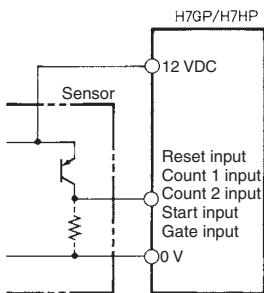 H7GP/H7HP
12 VDC
Sensor
Reset input
Count 1 input
Count 2 input
Start input
Gate input
0 V